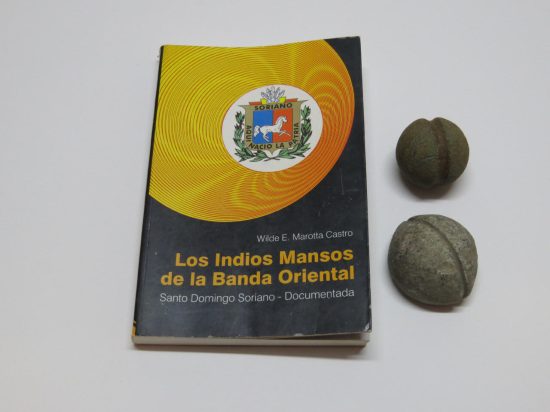 SORIANO
AQUI NACIO LA PATRIA
Wilde E. Marotta Castro
Los Indios Mansos
de la Banda Oriental
Santo Domingo Soriano - Documentada